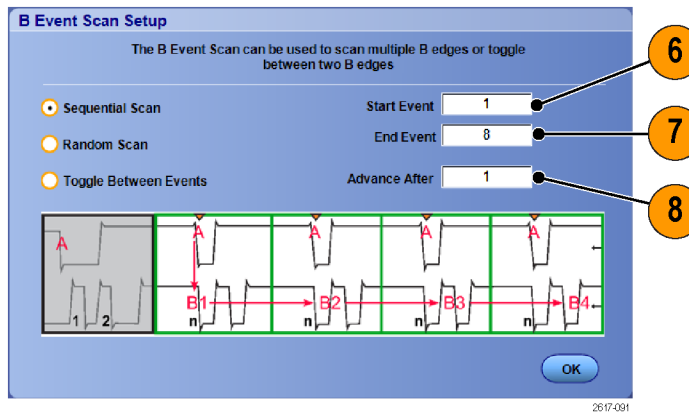 B Event Scan Setup
The B Event Scan can be used to scan multiple B edges or toggle
between two B edges
Sequential Scan
Start Event 1
6
Random Scan
End Event 8
7
Toggle Between Events
Advance After 1
8
A A A A A
B1 B2 B3 B4
1 2 n n n n
OK
2617-091